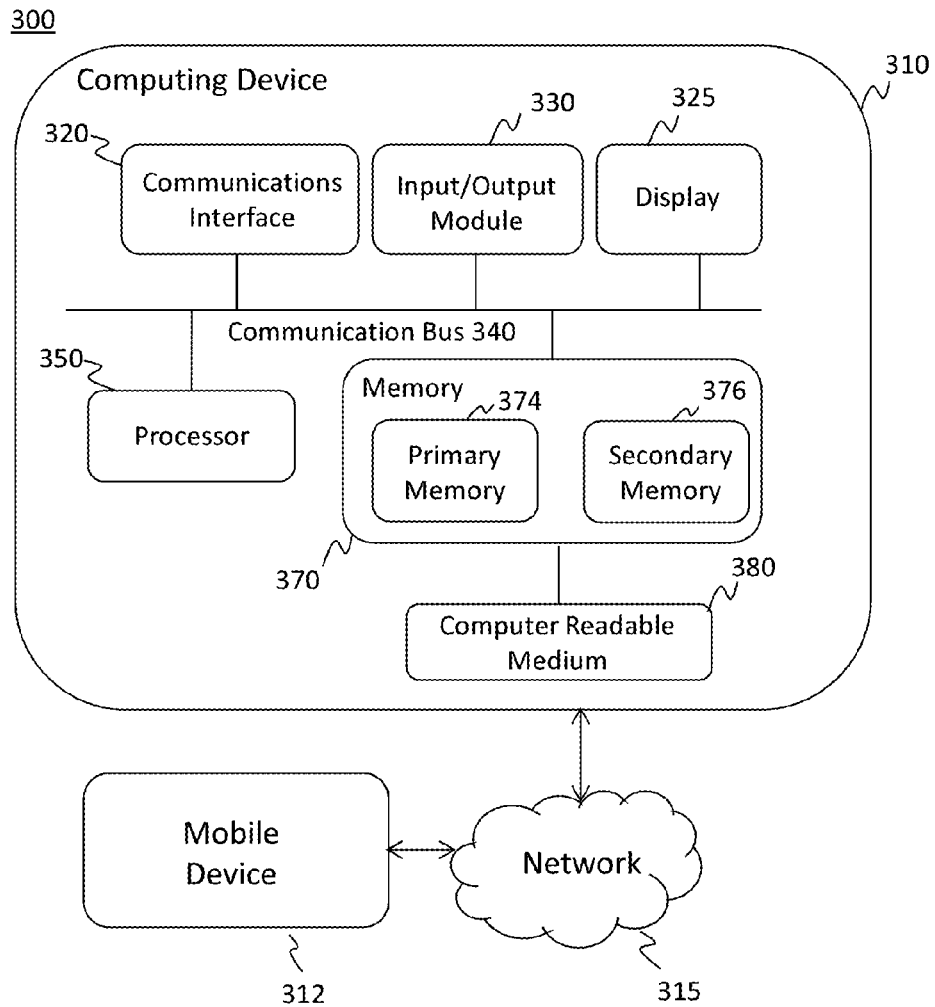 300
Computing Device
310
320
330
325
Communications
Interface
Input/Output
Module
Display
Communication Bus 340
350
Processor
Memory
374
376
Primary
Memory
Secondary
Memory
370
380
Computer Readable
Medium
Mobile
Device
Network
312
315